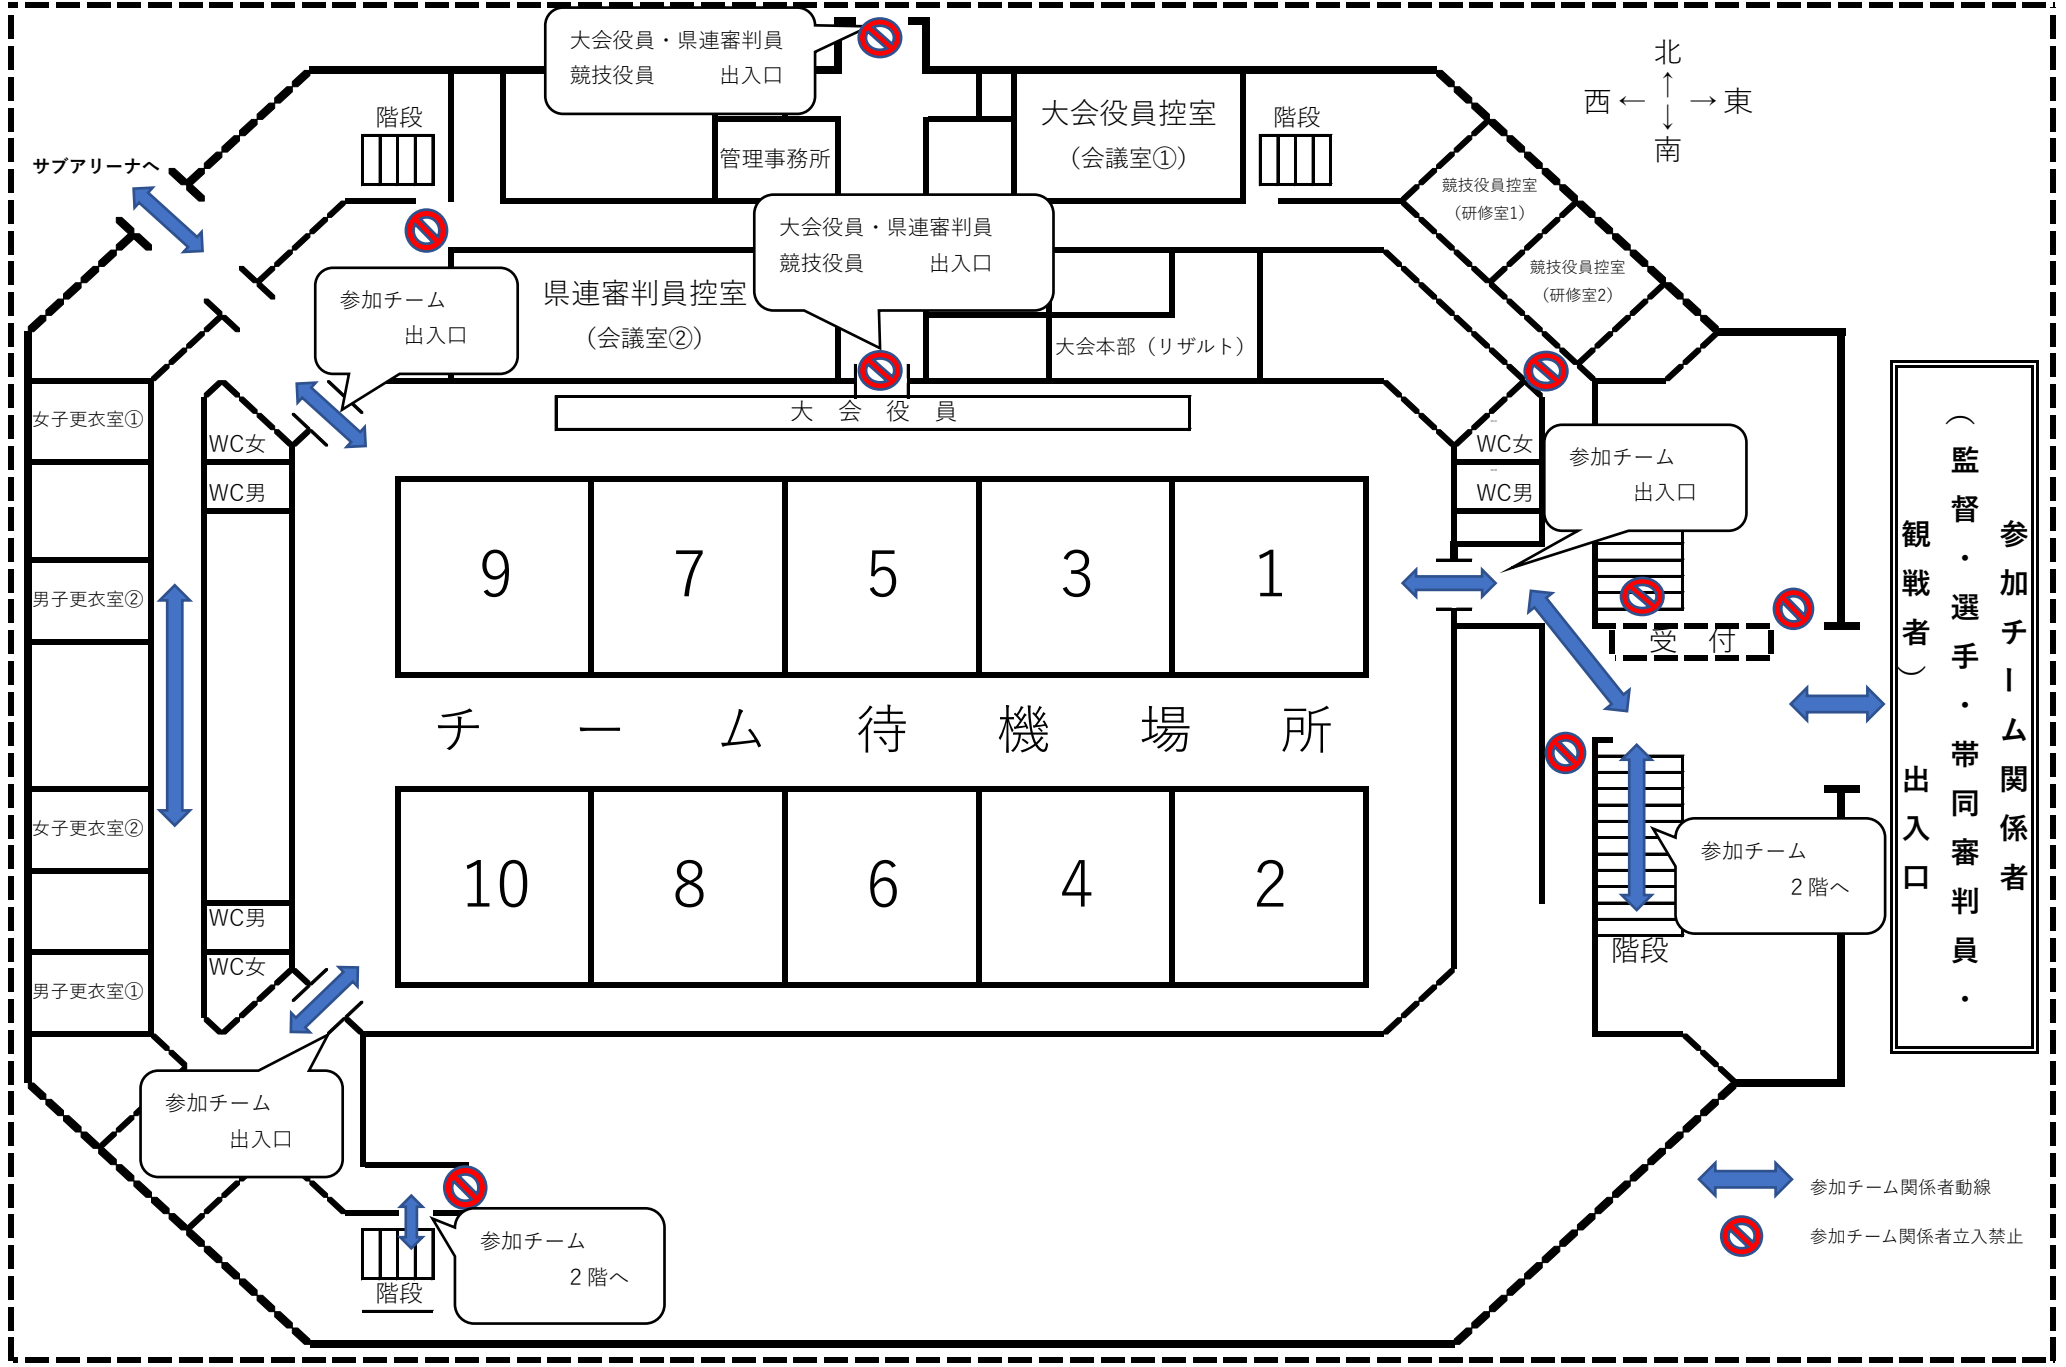 大会役員・県連審判員
競技役員　　　出入口
北
西←　→東
南
階段
サブアリーナへ
管理事務所
大会役員控室
（会議室①）
階段
競技役員控室
（研修室1）
競技役員控室
（研修室2）
大会役員・県連審判員
競技役員　　　出入口
参加チーム
出入口
県連審判員控室
（会議室②）
大会本部（リザルト）
大　会　役　員
女子更衣室①
WC女
WC男
男子更衣室②
女子更衣室②
WC男
WC女
男子更衣室①
WC女
WC男
参加チーム
出入口
9
7
5
3
1
チーム待機場所
10
8
6
4
2
受　付
参加チーム関係者
（監督・選手・帯同審判員・
観戦者）　出入口
参加チーム
２階へ
階段
参加チーム
出入口
参加チーム
２階へ
階段
参加チーム関係者動線
参加チーム関係者立入禁止